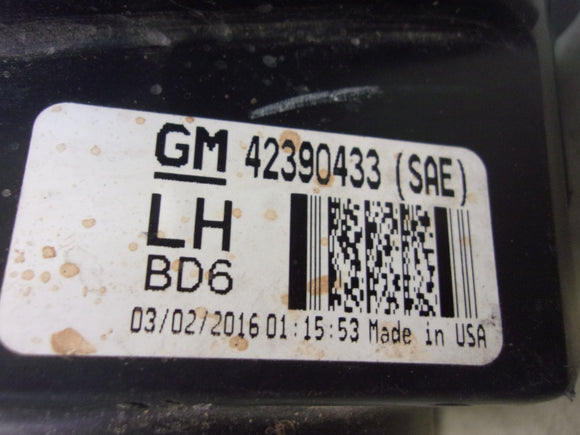 GM 42390433 (SAE)
LH
BD6
03/02/2016 01:15:53 Made in USA